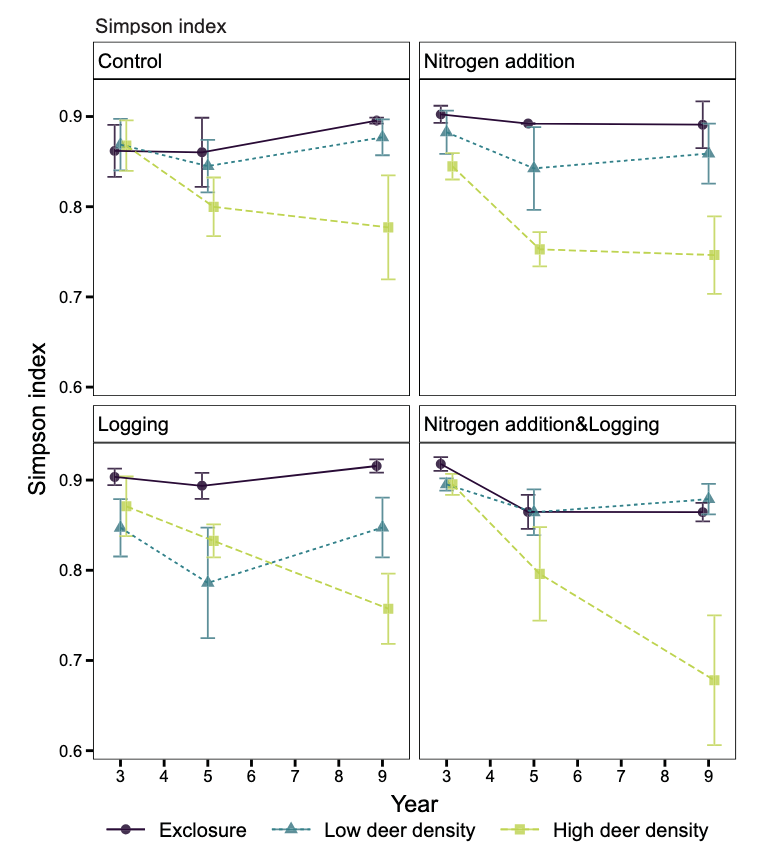 Simpson index
Control
Nitrogen addition
0.9
0.8
0.7
0.6
Simpson index
Logging
Nitrogen addition&Logging
0.9
0.8
0.7
0.6
3 4 5 6 7 8 9 3 4 5 6 7 8 9
Year
Exclosure Low deer density High deer density